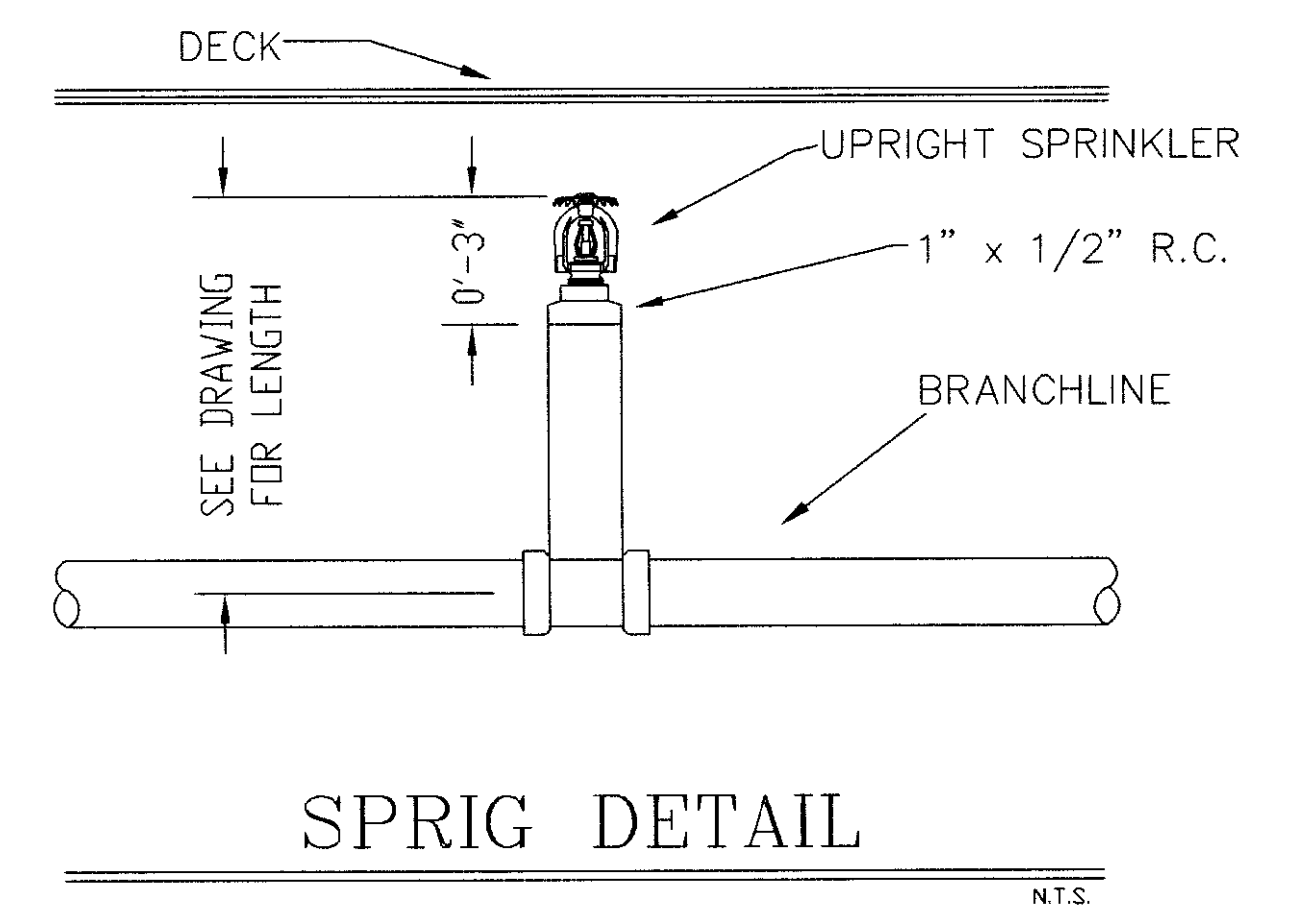 DECK
UPRIGHT SPRINKLER
0'-3"
1" x 1/2" R.C.
SEE DRAWING
FOR LENGTH
BRANCHLINE
SPRIG DETAIL
N.T.S.